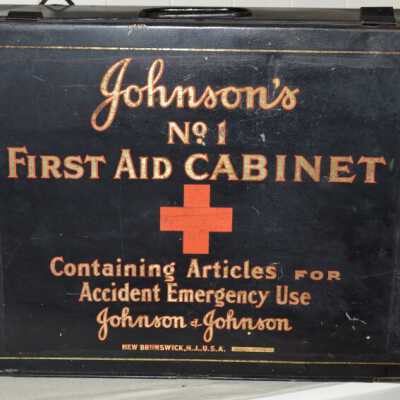 Johnson's
No 1
FIRST AID CABINET
Containing Articles FOR
Accident Emergency Use
Johnson & Johnson
NEW BRUNSWICK, N.J., U.S.A.